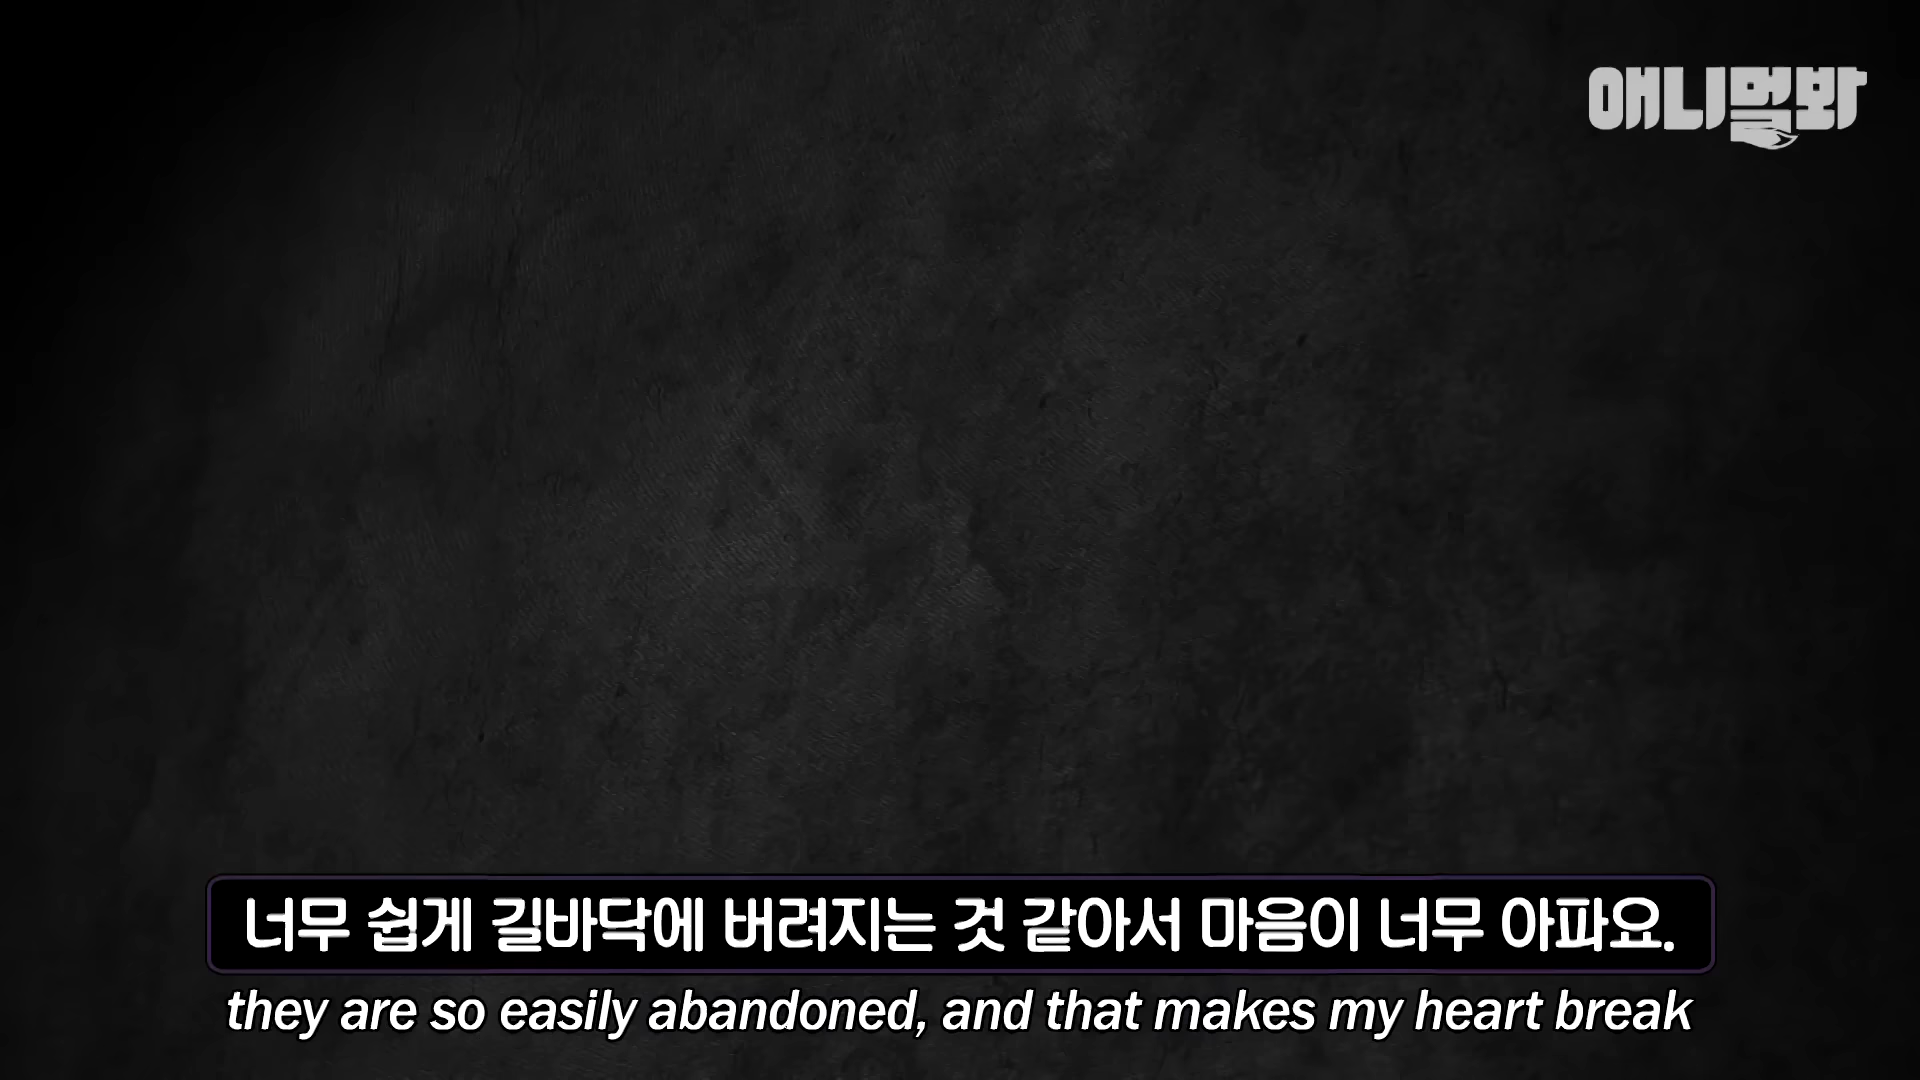 애니멀봐
너무 쉽게 길바닥에 버려지는 것 같아서 마음이 너무 아파요.
they are so easily abandoned, and that makes my heart break